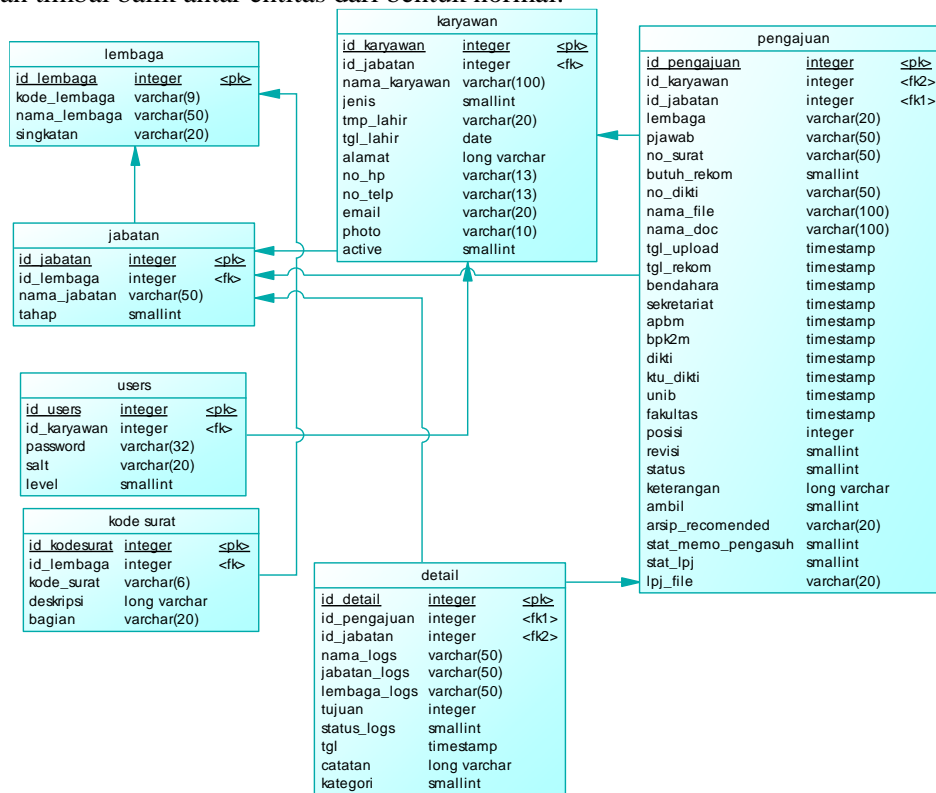 an timbal balik antar entitas dari bentuk normal.
lembaga
id_lembaga integer <pk>
kode_lembaga varchar(9)
nama_lembaga varchar(50)
singkatan varchar(20)
jabatan
id_jabatan integer <pk>
id_lembaga integer <fk>
nama_jabatan varchar(50)
tahap smallint
users
id_users integer <pk>
id_karyawan integer <fk>
password varchar(32)
salt varchar(20)
level smallint
kode surat
id_kodesurat integer <pk>
id_lembaga integer <fk>
kode_surat varchar(6)
deskripsi long varchar
bagian varchar(20)
karyawan
id_karyawan integer <pk>
id_jabatan integer <fk>
nama_karyawan varchar(100)
jenis smallint
tmp_lahir varchar(20)
tgl_lahir date
alamat long varchar
no_hp varchar(13)
no_telp varchar(13)
email varchar(20)
photo varchar(10)
active smallint
detail
id_detail integer <pk>
id_pengajuan integer <fk1>
id_jabatan integer <fk2>
nama_logs varchar(50)
jabatan_logs varchar(50)
lembaga_logs varchar(50)
tujuan integer
status_logs smallint
tgl timestamp
catatan long varchar
kategori smallint
pengajuan
id_pengajuan integer <pk>
id_karyawan integer <fk2>
id_jabatan integer <fk1>
lembaga varchar(20)
pjawab varchar(50)
no_surat varchar(50)
butuh_rekom smallint
no_dikti varchar(50)
nama_file varchar(100)
nama_doc varchar(100)
tgl_upload timestamp
tgl_rekom timestamp
bendahara timestamp
sekretariat timestamp
apbm timestamp
bpk2m timestamp
dikti timestamp
ktu_dikti timestamp
unib timestamp
fakultas timestamp
posisi integer
revisi smallint
status smallint
keterangan long varchar
ambil smallint
arsip_recomended varchar(20)
stat_memo_pengasuh smallint
stat_lpj smallint
lpj_file varchar(20)